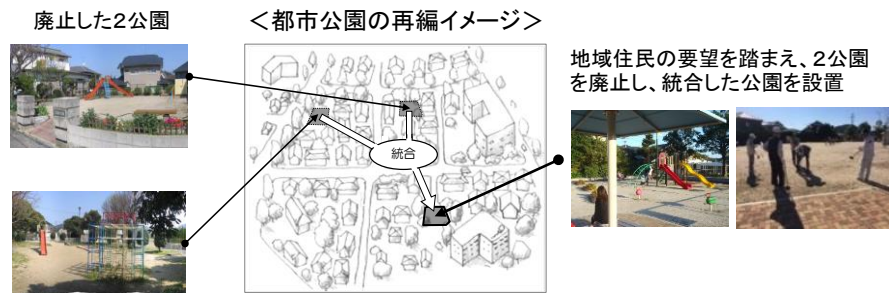 廃止した2公園
＜都市公園の再編イメージ＞
地域住民の要望を踏まえ、2公園
を廃止し、統合した公園を設置
統合